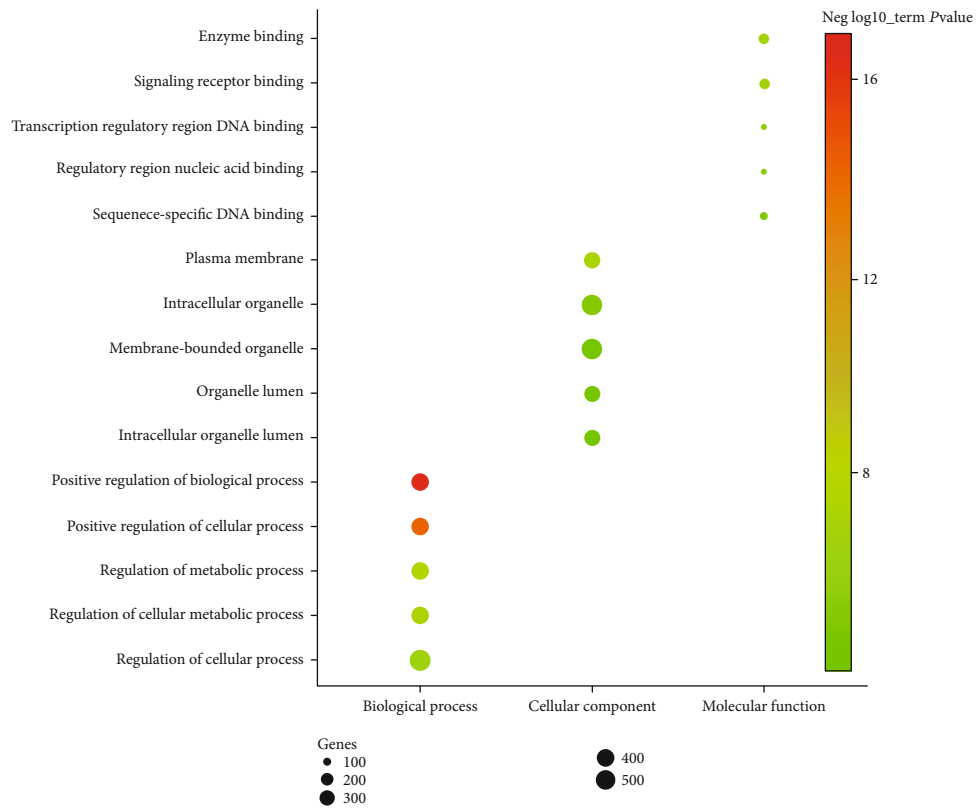 Neg log10_term Pvalue
Enzyme binding
Signaling receptor binding
Transcription regulatory region DNA binding
Regulatory region nucleic acid binding
Sequenece-specific DNA binding
Plasma membrane
Intracellular organelle
Membrane-bounded organelle
Organelle lumen
Intracellular organelle lumen
Positive regulation of biological process
Positive regulation of cellular process
Regulation of metabolic process
Regulation of cellular metabolic process
Regulation of cellular process
16
12
8
Biological process
Cellular component
Molecular function
Genes
100
200
300
400
500